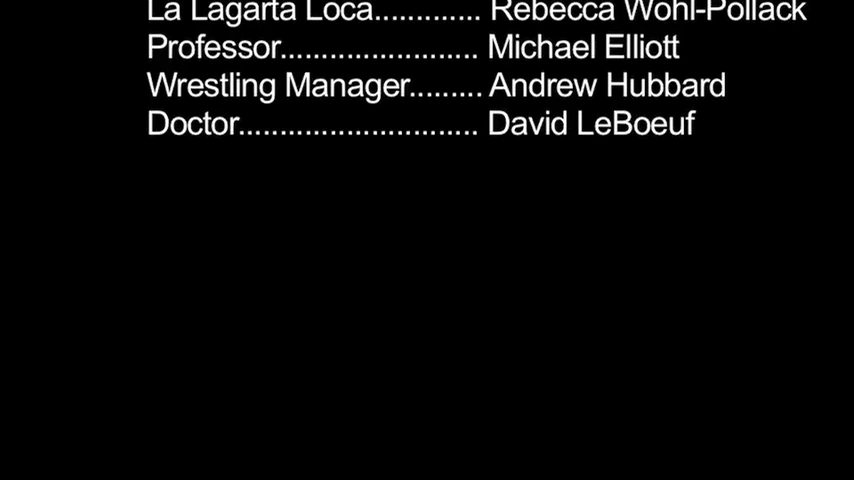 La Lagarta Loca............. Rebecca Wohl-Pollack
Professor........................ Michael Elliott
Wrestling Manager......... Andrew Hubbard
Doctor............................. David LeBoeuf